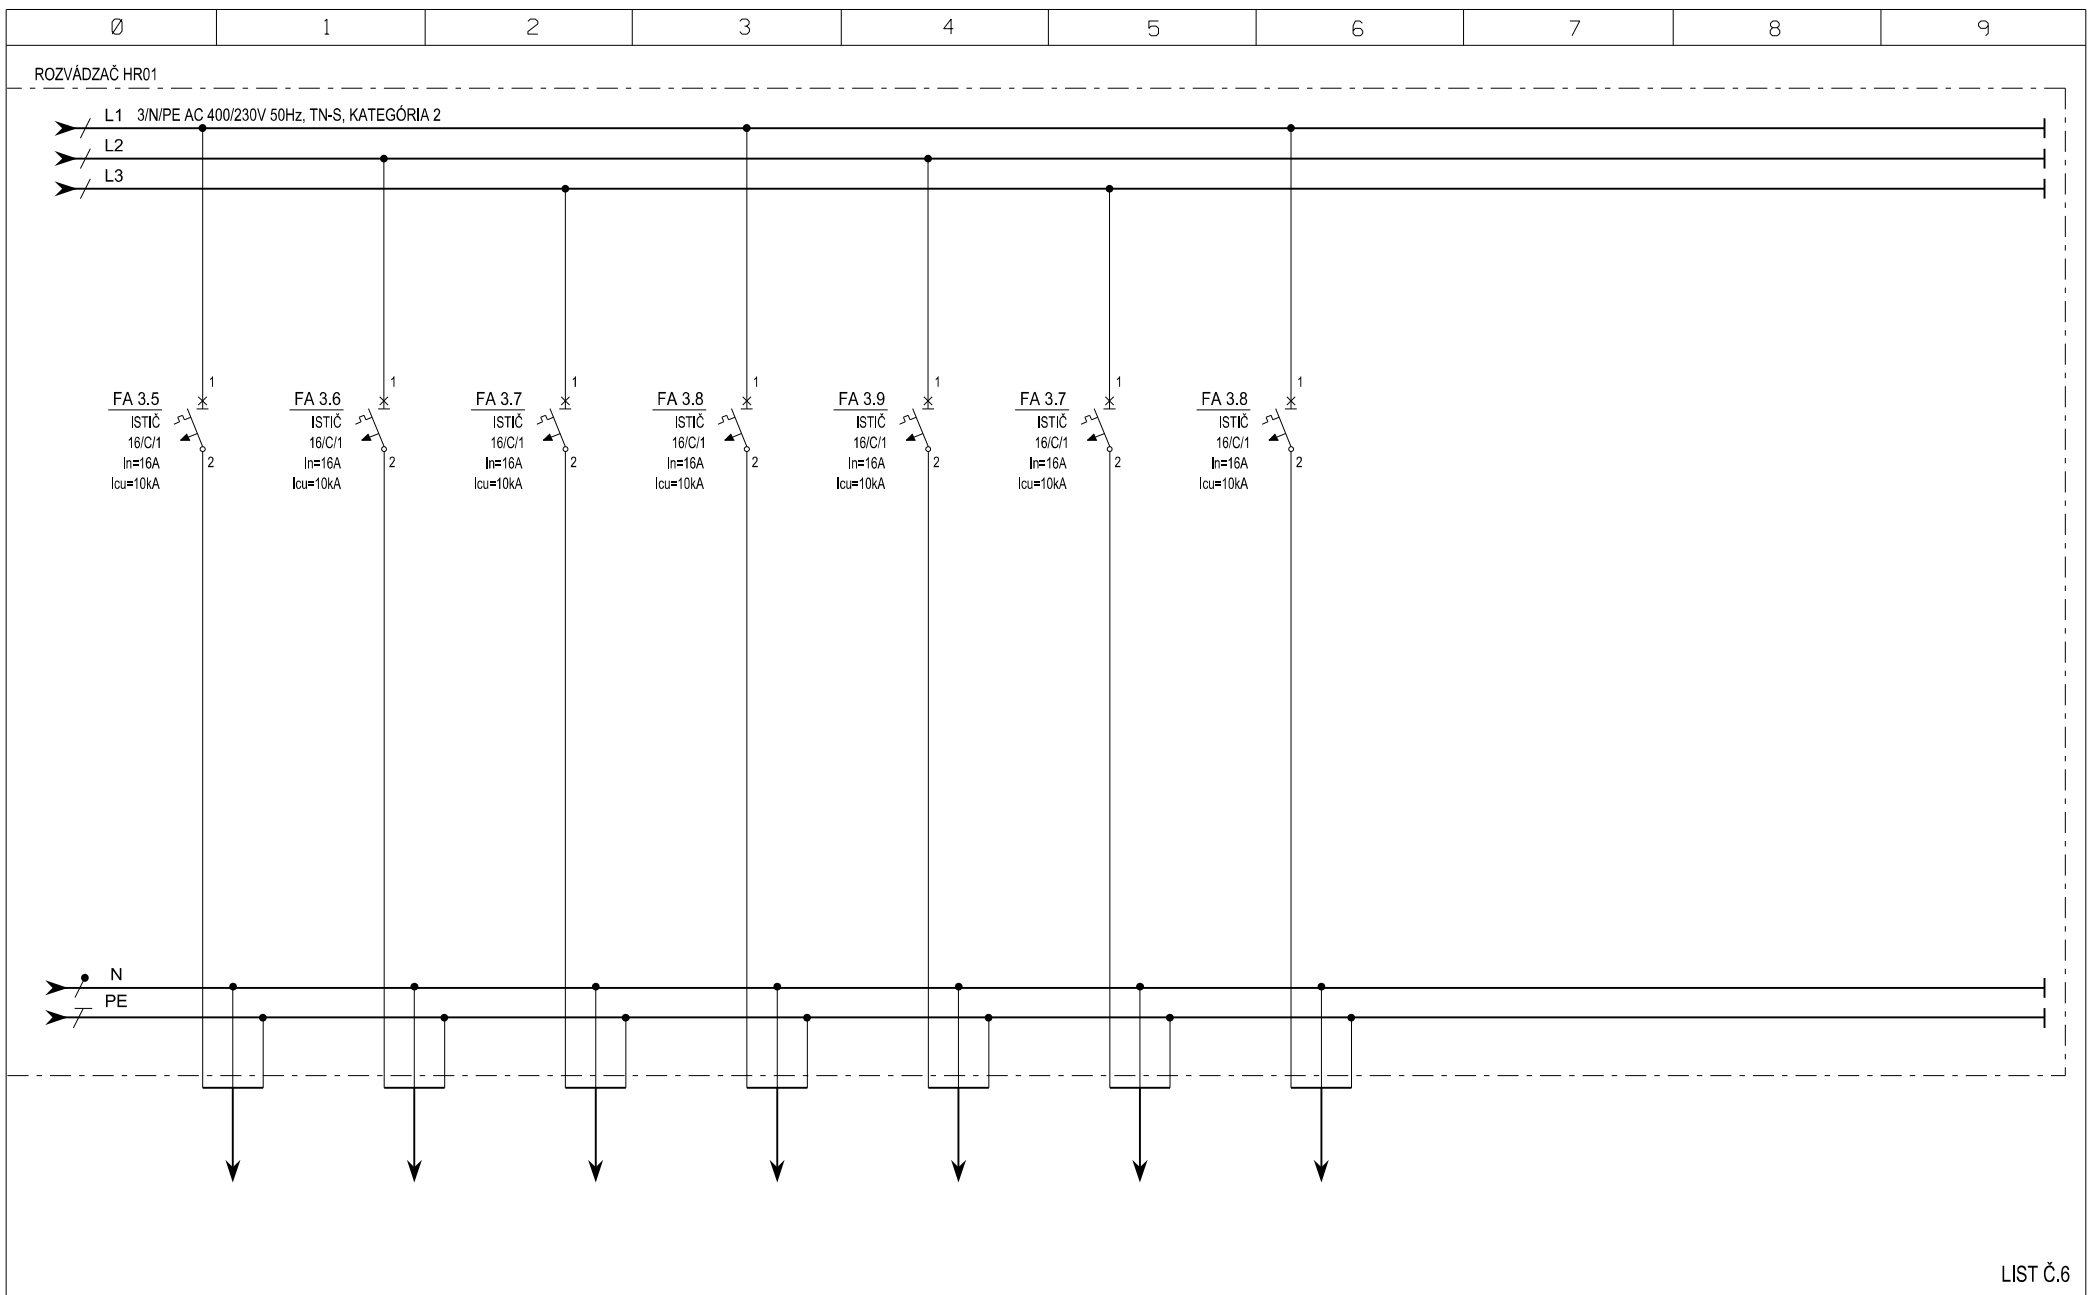 Ø 1 2 3 4 5 6 7 8 9
ROZVÁDZAČ HR01
L1 3/N/PE AC 400/230V 50Hz, TN-S, KATEGÓRIA 2
L2
L3
1
FA 3.5
ISTIČ
16/C/1
In=16A
Icu=10kA
2
1
FA 3.6
ISTIČ
16/C/1
In=16A
Icu=10kA
2
1
FA 3.7
ISTIČ
16/C/1
In=16A
Icu=10kA
2
1
FA 3.8
ISTIČ
16/C/1
In=16A
Icu=10kA
2
1
FA 3.9
ISTIČ
16/C/1
In=16A
Icu=10kA
2
1
FA 3.7
ISTIČ
16/C/1
In=16A
Icu=10kA
2
1
FA 3.8
ISTIČ
16/C/1
In=16A
Icu=10kA
2
N
PE
LIST Č.6